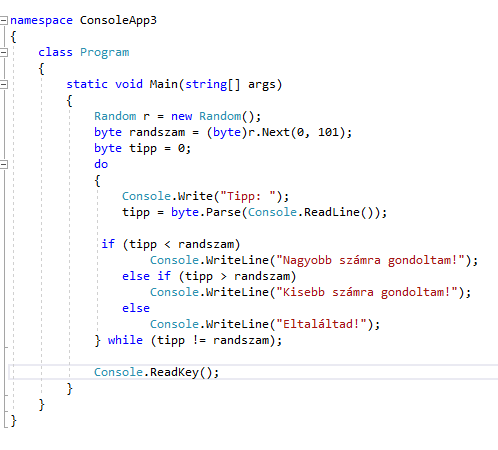 namespace ConsoleApp3
{
class Program
{
static void Main(string[] args)
{
Random r = new Random();
byte randszam = (byte)r.Next(0, 101);
byte tipp = 0;
do
{
Console.Write("Tipp: ");
tipp = byte.Parse(Console.ReadLine());
if (tipp < randszam)
Console.WriteLine("Nagyobb számra gondoltam!");
else if (tipp > randszam)
Console.WriteLine("Kisebb számra gondoltam!");
else
Console.WriteLine("Eltaláltad!");
} while (tipp != randszam);
Console.ReadKey();
}
}
}